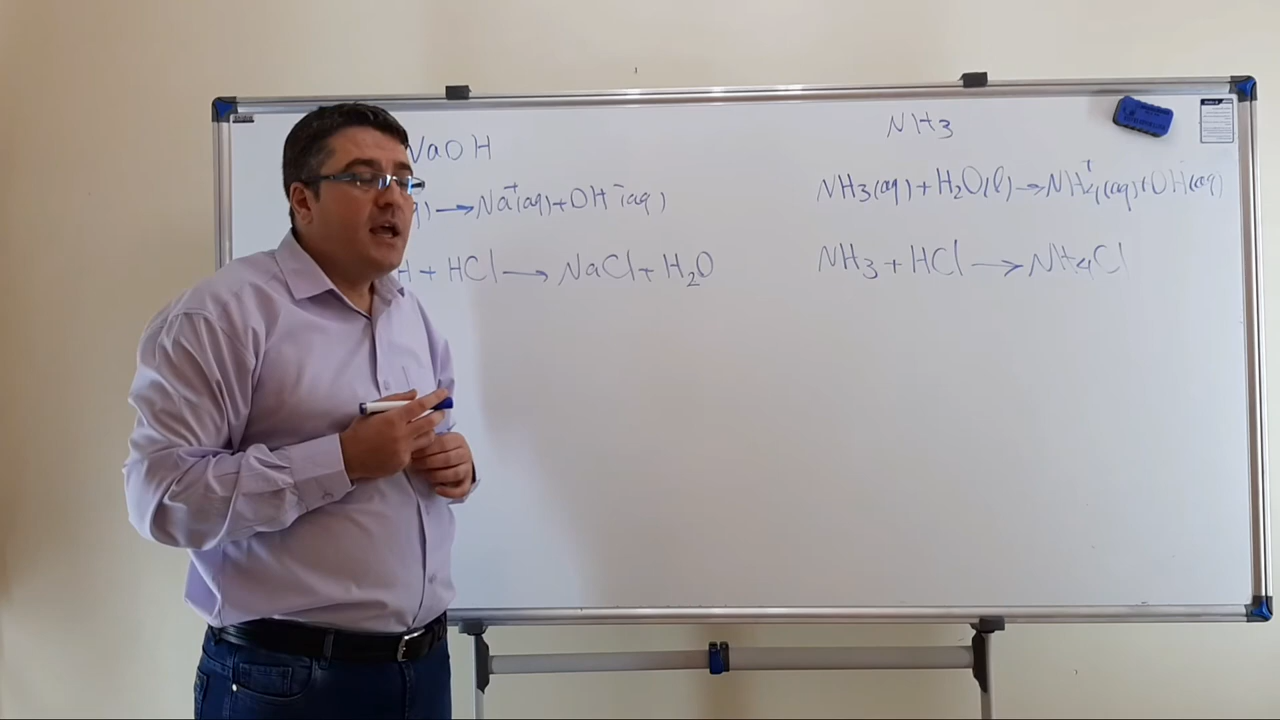 NaOH
→ Na⁺(aq) + OH⁻(aq)
H + HCl → NaCl + H₂O
NH₃
NH₃(aq) + H₂O(l) → NH₄⁺(aq) + OH⁻(aq)
NH₃ + HCl → NH₄Cl